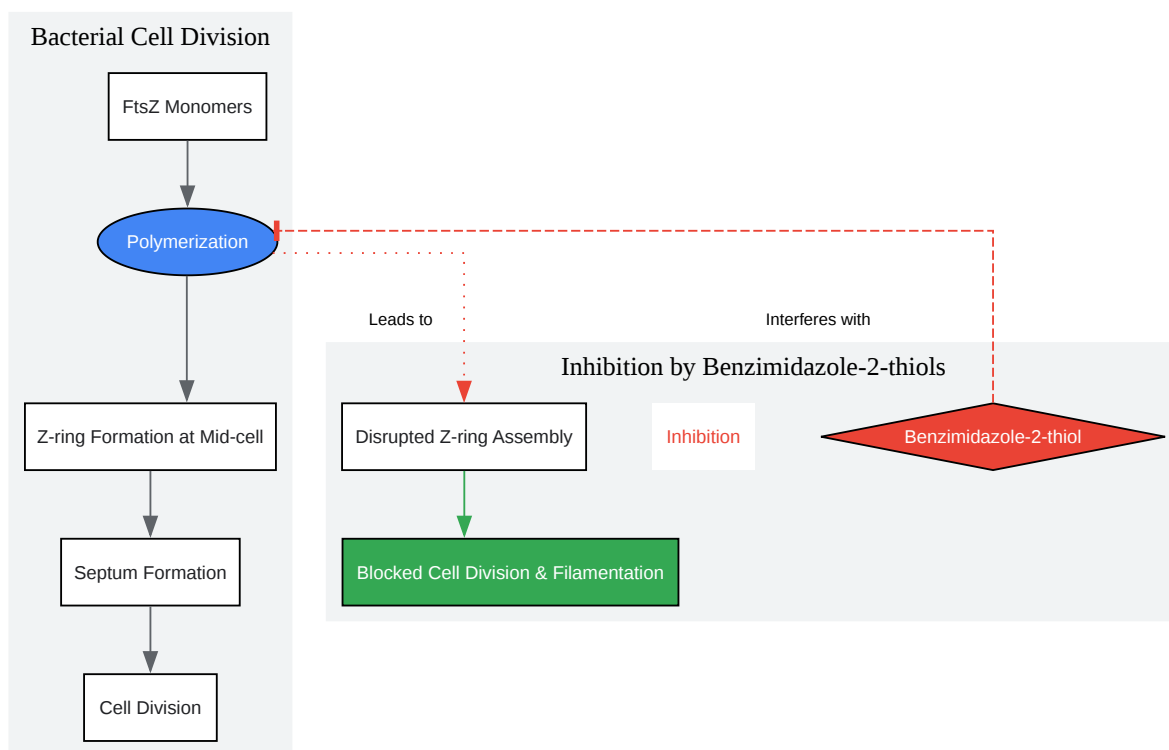 Bacterial Cell Division
FtsZ Monomers
Polymerization
Leads to
Interferes with
Inhibition by Benzimidazole-2-thiols
Z-ring Formation at Mid-cell
Disrupted Z-ring Assembly
Inhibition
Benzimidazole-2-thiol
Septum Formation
Blocked Cell Division & Filamentation
Cell Division